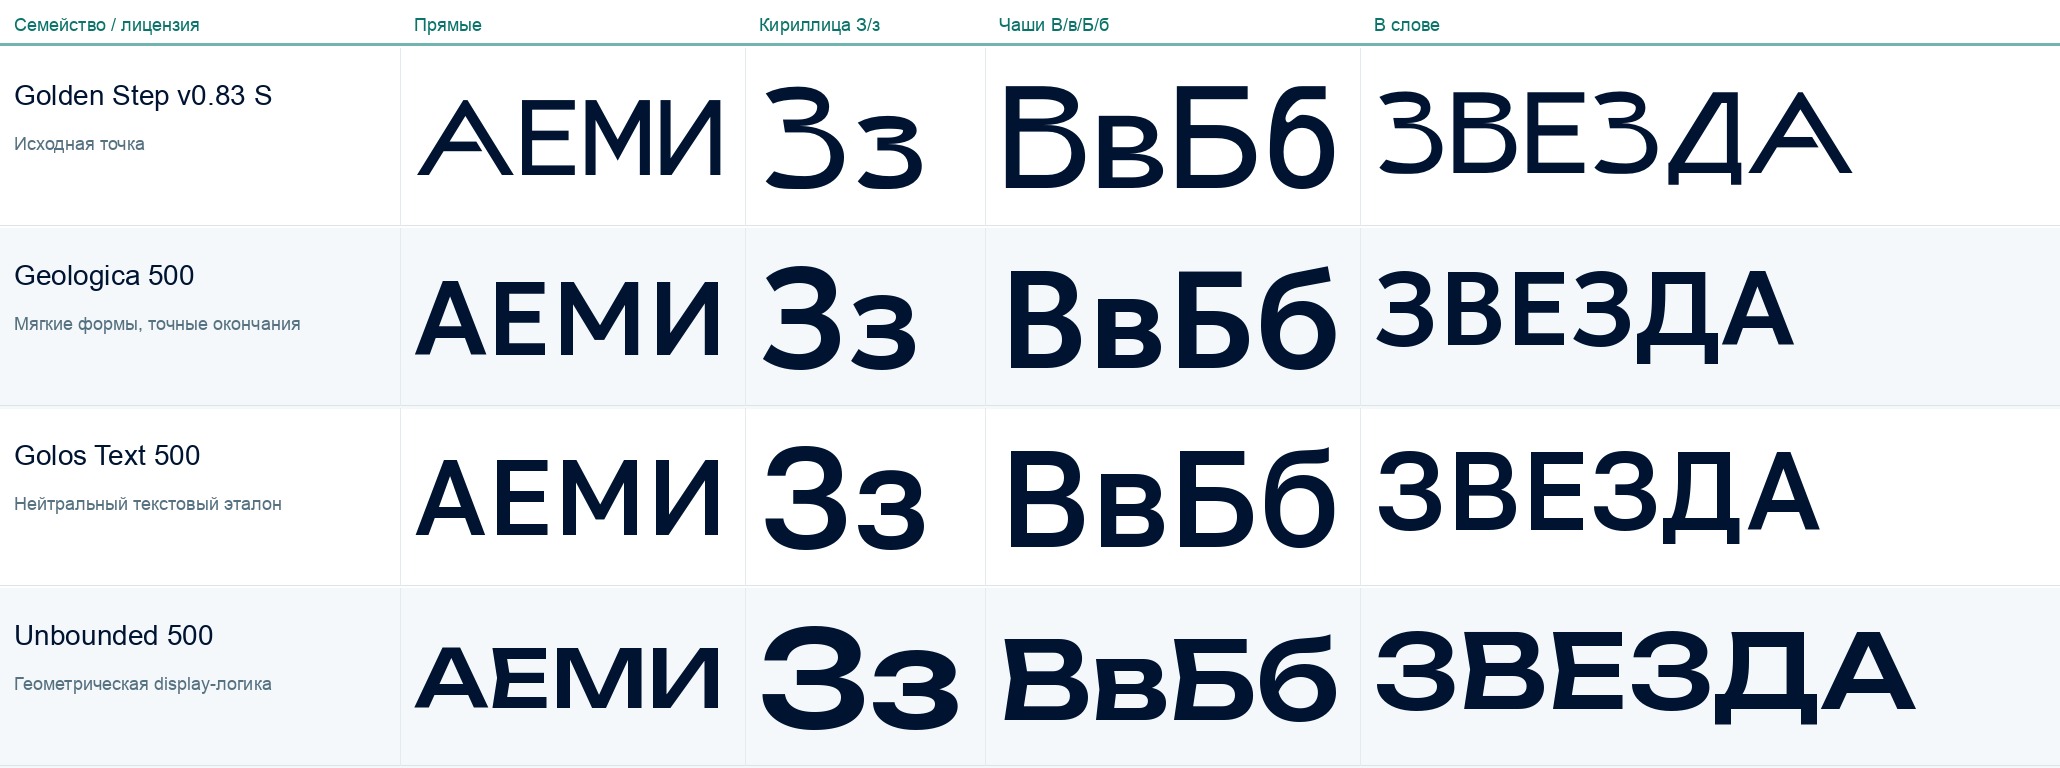 Семейство / лицензия Прямые Кириллица З/з Чаши В/в/Б/б В слове
Golden Step v0.83 S АЕМИ Зз ВвБб ЗВЕЗДА
Исходная точка
Geologica 500 АЕМИ Зз ВвБб ЗВЕЗДА
Мягкие формы, точные окончания
Golos Text 500 АЕМИ Зз ВвБб ЗВЕЗДА
Нейтральный текстовый эталон
Unbounded 500 АЕМИ Зз ВвБб ЗВЕЗДА
Геометрическая display-логика